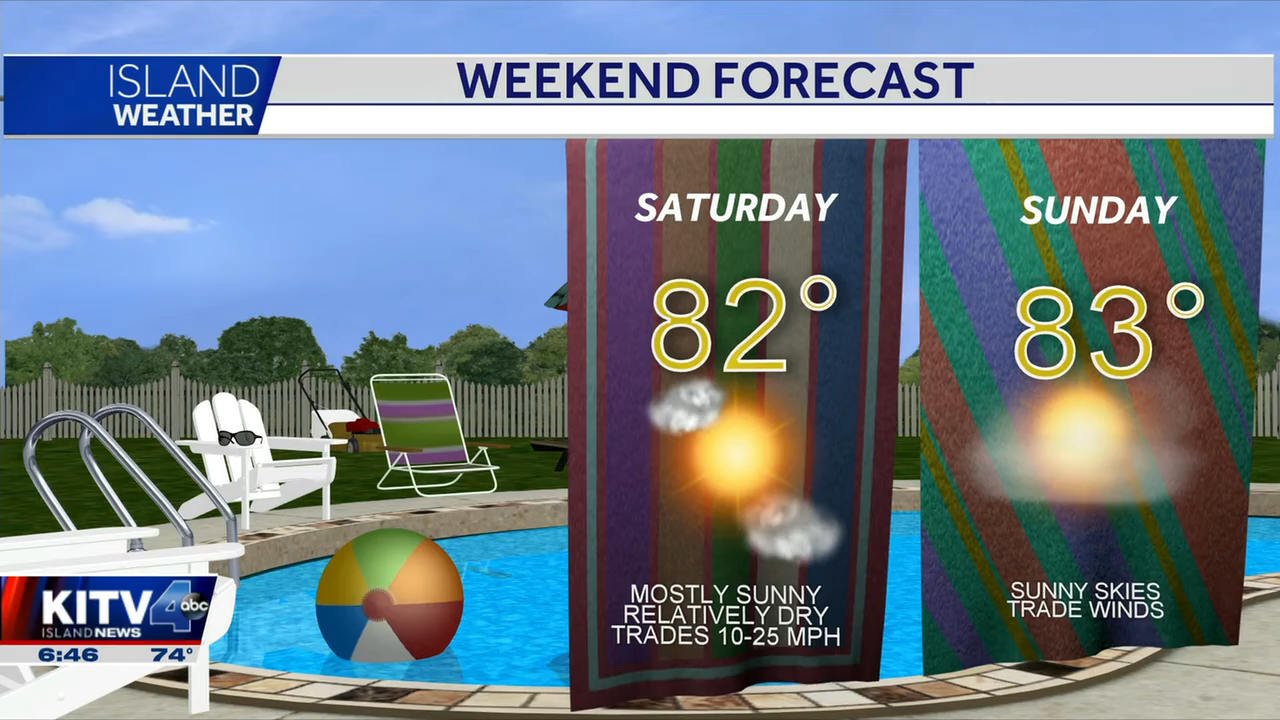 ISLAND
WEATHER
WEEKEND FORECAST
SATURDAY
82°
MOSTLY SUNNY
RELATIVELY DRY
TRADES 10-25 MPH
SUNDAY
83°
SUNNY SKIES
TRADE WINDS
KITV4 abc
ISLAND NEWS
6:46 74°